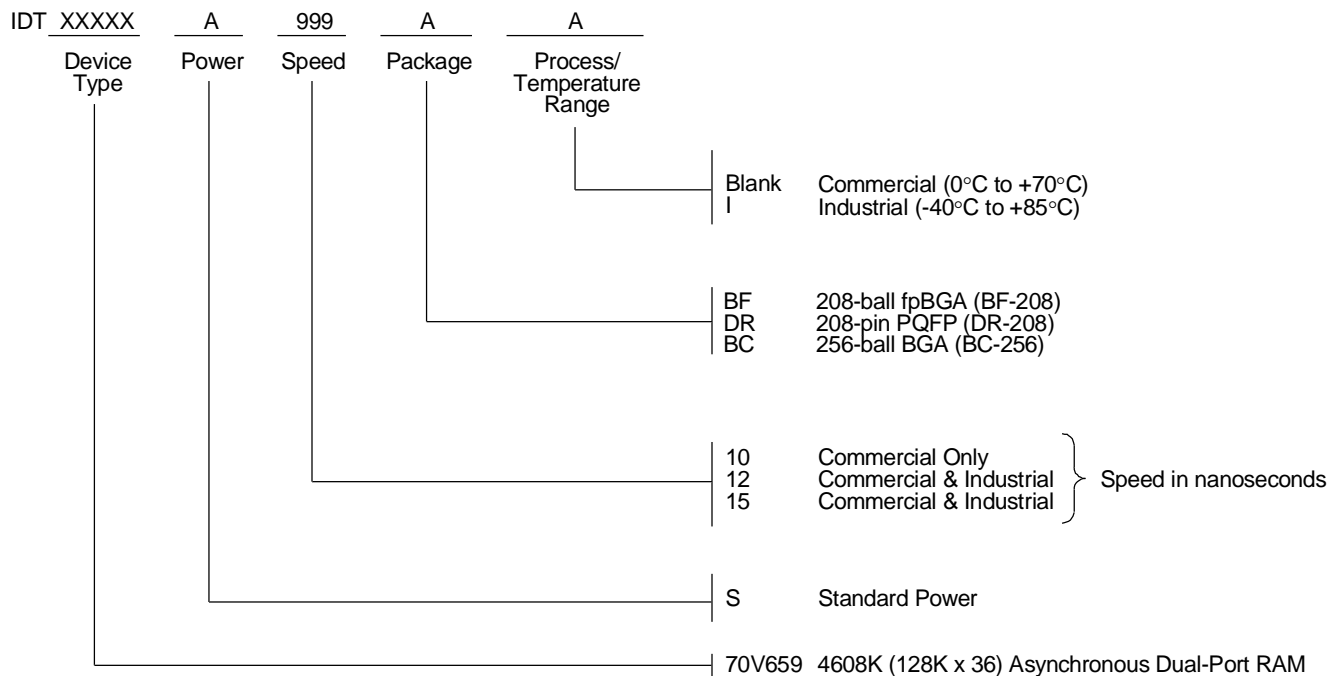 IDT XXXXX A 999 A A
Device Type Power Speed Package Process/ Temperature Range
Blank Commercial (0°C to +70°C)
I Industrial (-40°C to +85°C)
BF 208-ball fpBGA (BF-208)
DR 208-pin PQFP (DR-208)
BC 256-ball BGA (BC-256)
10 Commercial Only
12 Commercial & Industrial Speed in nanoseconds
15 Commercial & Industrial
S Standard Power
70V659 4608K (128K x 36) Asynchronous Dual-Port RAM